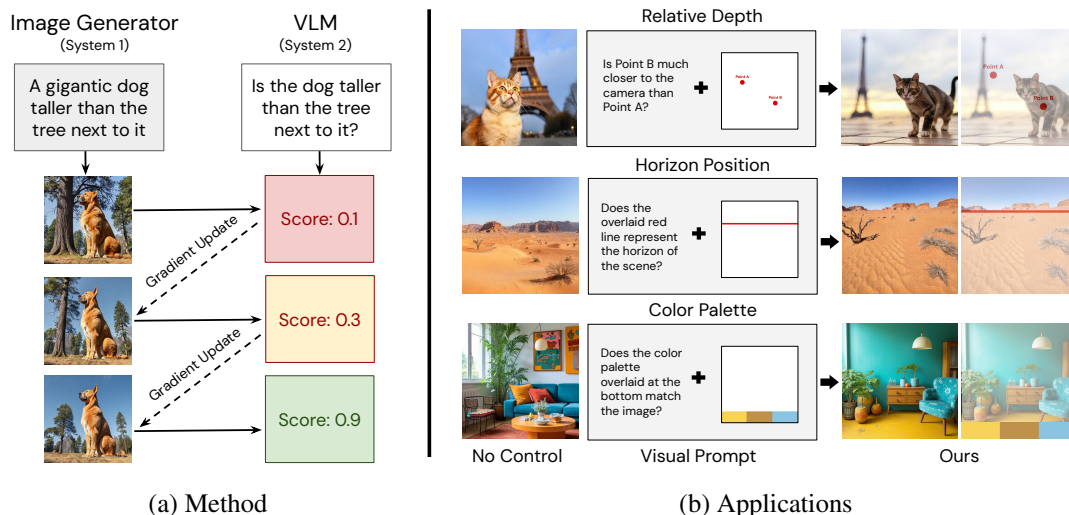 Image Generator
(System 1)
VLM
(System 2)
A gigantic dog
taller than the
tree next to it
Is the dog taller
than the tree
next to it?
Score: 0.1
Gradient Update
Score: 0.3
Gradient Update
Score: 0.9
(a) Method
Relative Depth
Is Point B much
closer to the
camera than
Point A?
Point A
Point B
Point A
Point B
Horizon Position
Does the
overlaid red
line represent
the horizon of
the scene?
Color Palette
Does the color
palette
overlaid at the
bottom match
the image?
No Control
Visual Prompt
Ours
(b) Applications